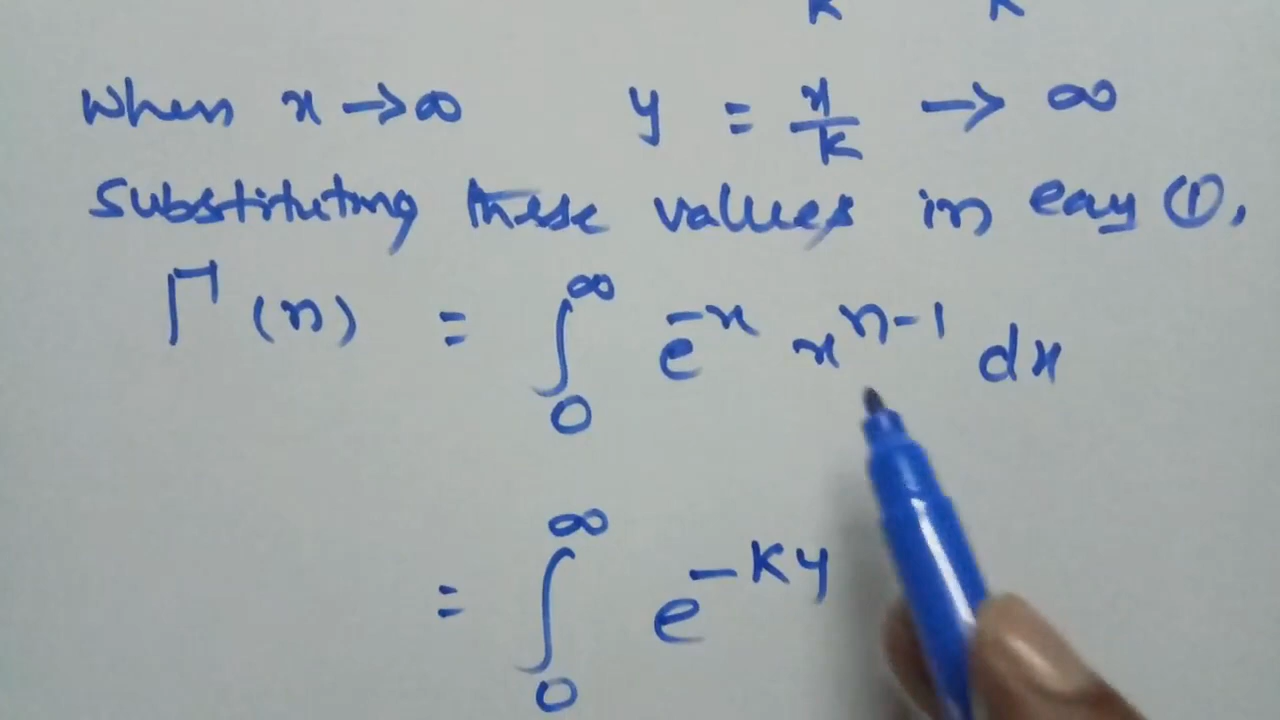 K K
When x → ∞ y = x/K → ∞
Substituting these values in eqy ①,
Γ(n) = ∫₀^∞ e^-x x^n-1 dx
= ∫₀^∞ e^-Ky